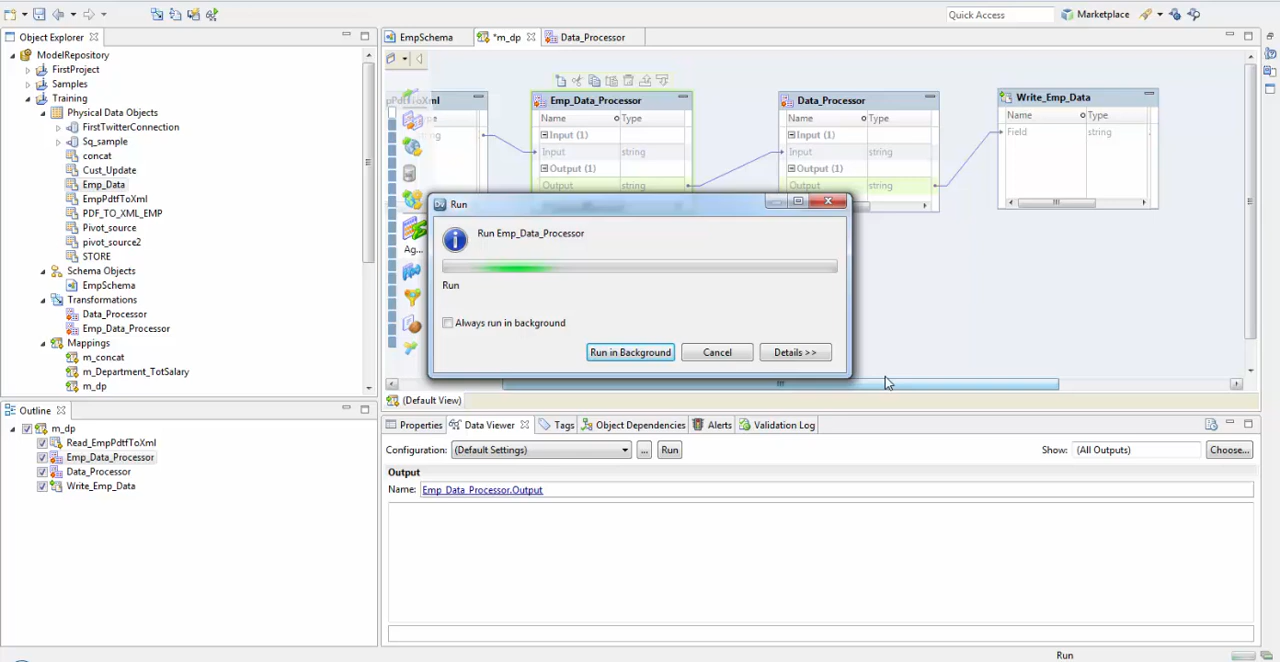 Quick Access
Marketplace
Object Explorer
ModelRepository
FirstProject
Samples
Training
Physical Data Objects
FirstTwitterConnection
Sq_sample
concat
Cust_Update
Emp_Data
EmpPdtfToXml
PDF_TO_XML_EMP
Pivot_source
pivot_source2
STORE
Schema Objects
EmpSchema
Transformations
Data_Processor
Emp_Data_Processor
Mappings
m_concat
m_Department_TotSalary
m_dp
Outline
m_dp
Read_EmpPdtfToXml
Emp_Data_Processor
Data_Processor
Write_Emp_Data
EmpSchema
*m_dp
Data_Processor
Emp_Data_Processor
Name Type
Input (1)
Input string
Output (1)
Output string
Data_Processor
Name Type
Input (1)
Input string
Output (1)
Output string
Write_Emp_Data
Name Type
Field string
Ag...
Run
Run Emp_Data_Processor
Run
Always run in background
Run in Background
Cancel
Details >>
(Default View)
Properties
Data Viewer
Tags
Object Dependencies
Alerts
Validation Log
Configuration:
(Default Settings)
...
Run
Show:
(All Outputs)
Choose...
Output
Name: Emp_Data_Processor.Output
Run